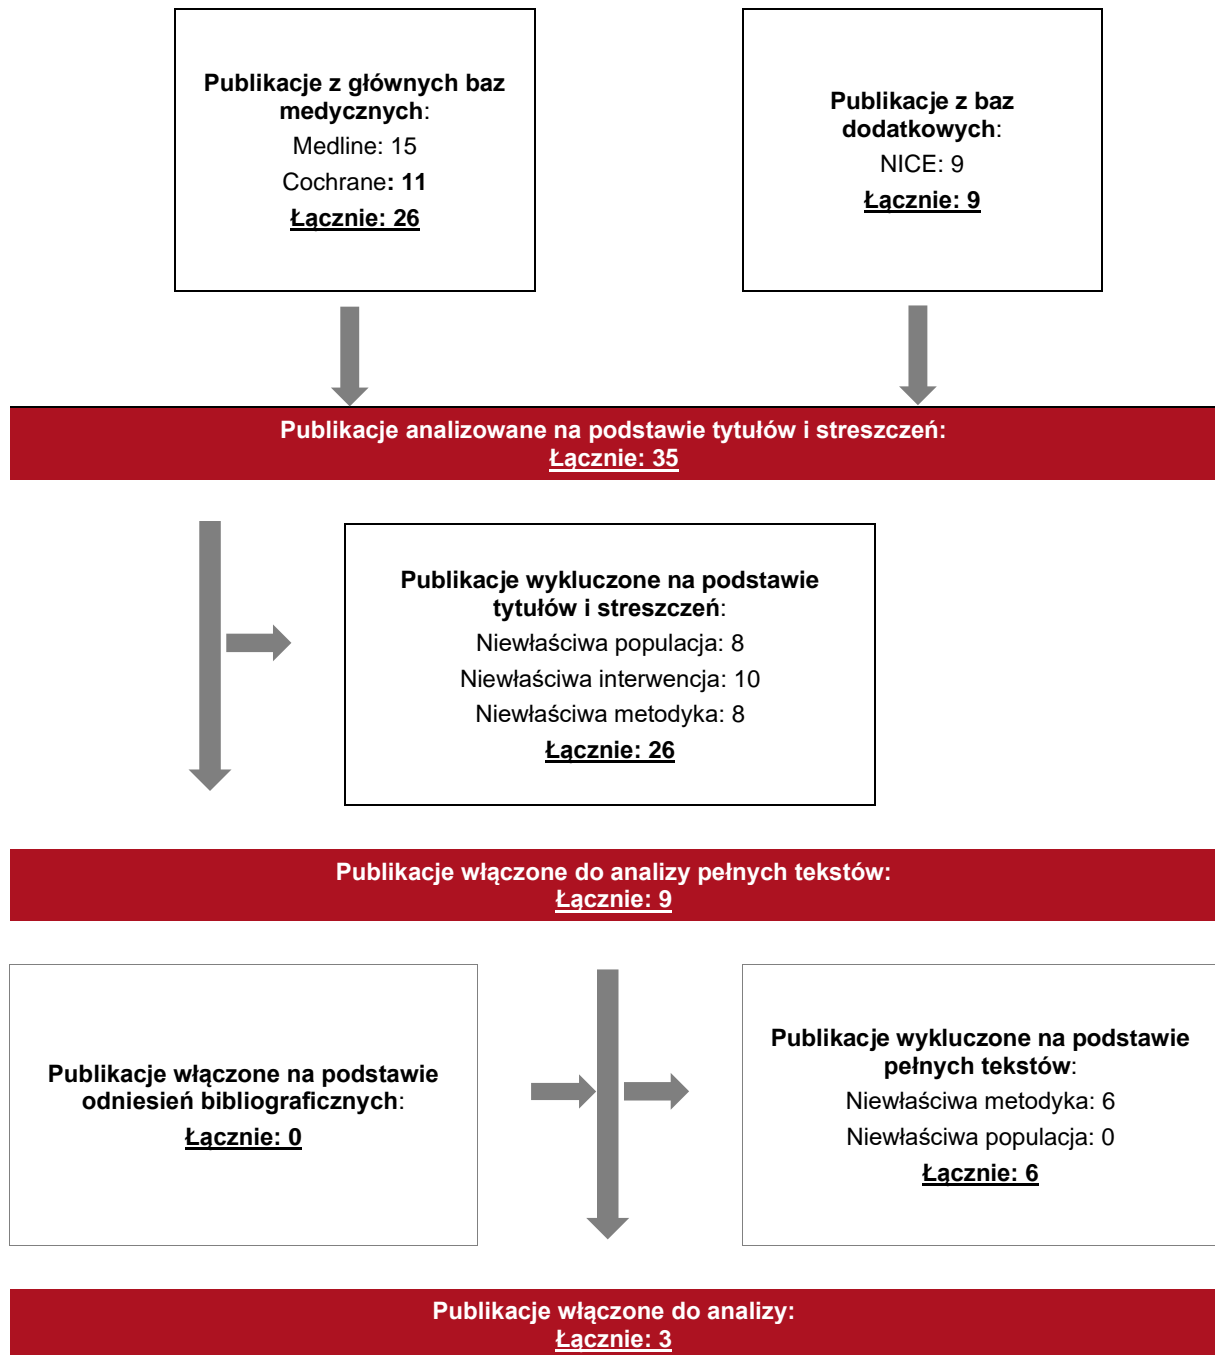 Publikacje z głównych baz
medycznych:
Medline: 15
Cochrane: 11
Łącznie: 26
Publikacje z baz
dodatkowych:
NICE: 9
Łącznie: 9
Publikacje analizowane na podstawie tytułów i streszczeń:
Łącznie: 35
Publikacje wykluczone na podstawie
tytułów i streszczeń:
Niewłaściwa populacja: 8
Niewłaściwa interwencja: 10
Niewłaściwa metodyka: 8
Łącznie: 26
Publikacje włączone do analizy pełnych tekstów:
Łącznie: 9
Publikacje włączone na podstawie
odniesień bibliograficznych:
Łącznie: 0
Publikacje wykluczone na podstawie
pełnych tekstów:
Niewłaściwa metodyka: 6
Niewłaściwa populacja: 0
Łącznie: 6
Publikacje włączone do analizy:
Łącznie: 3